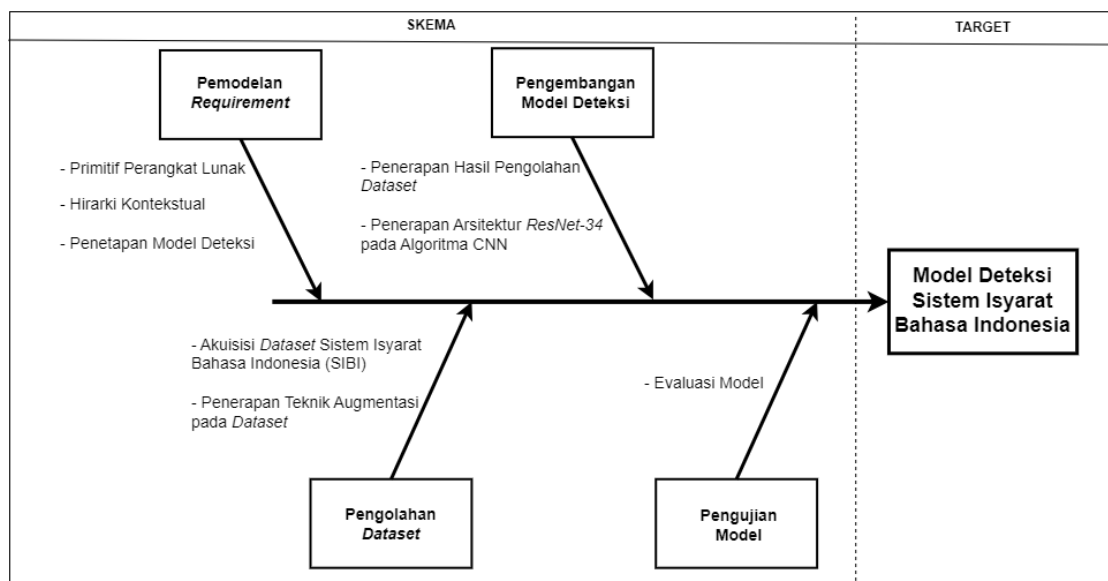 SKEMA
TARGET
Pemodelan
Requirement
Pengembangan
Model Deteksi
- Primitif Perangkat Lunak
- Hirarki Kontekstual
- Penetapan Model Deteksi
- Penerapan Hasil Pengolahan
Dataset
- Penerapan Arsitektur ResNet-34
pada Algoritma CNN
Model Deteksi
Sistem Isyarat
Bahasa Indonesia
- Akuisisi Dataset Sistem Isyarat
Bahasa Indonesia (SIBI)
- Penerapan Teknik Augmentasi
pada Dataset
- Evaluasi Model
Pengolahan
Dataset
Pengujian
Model